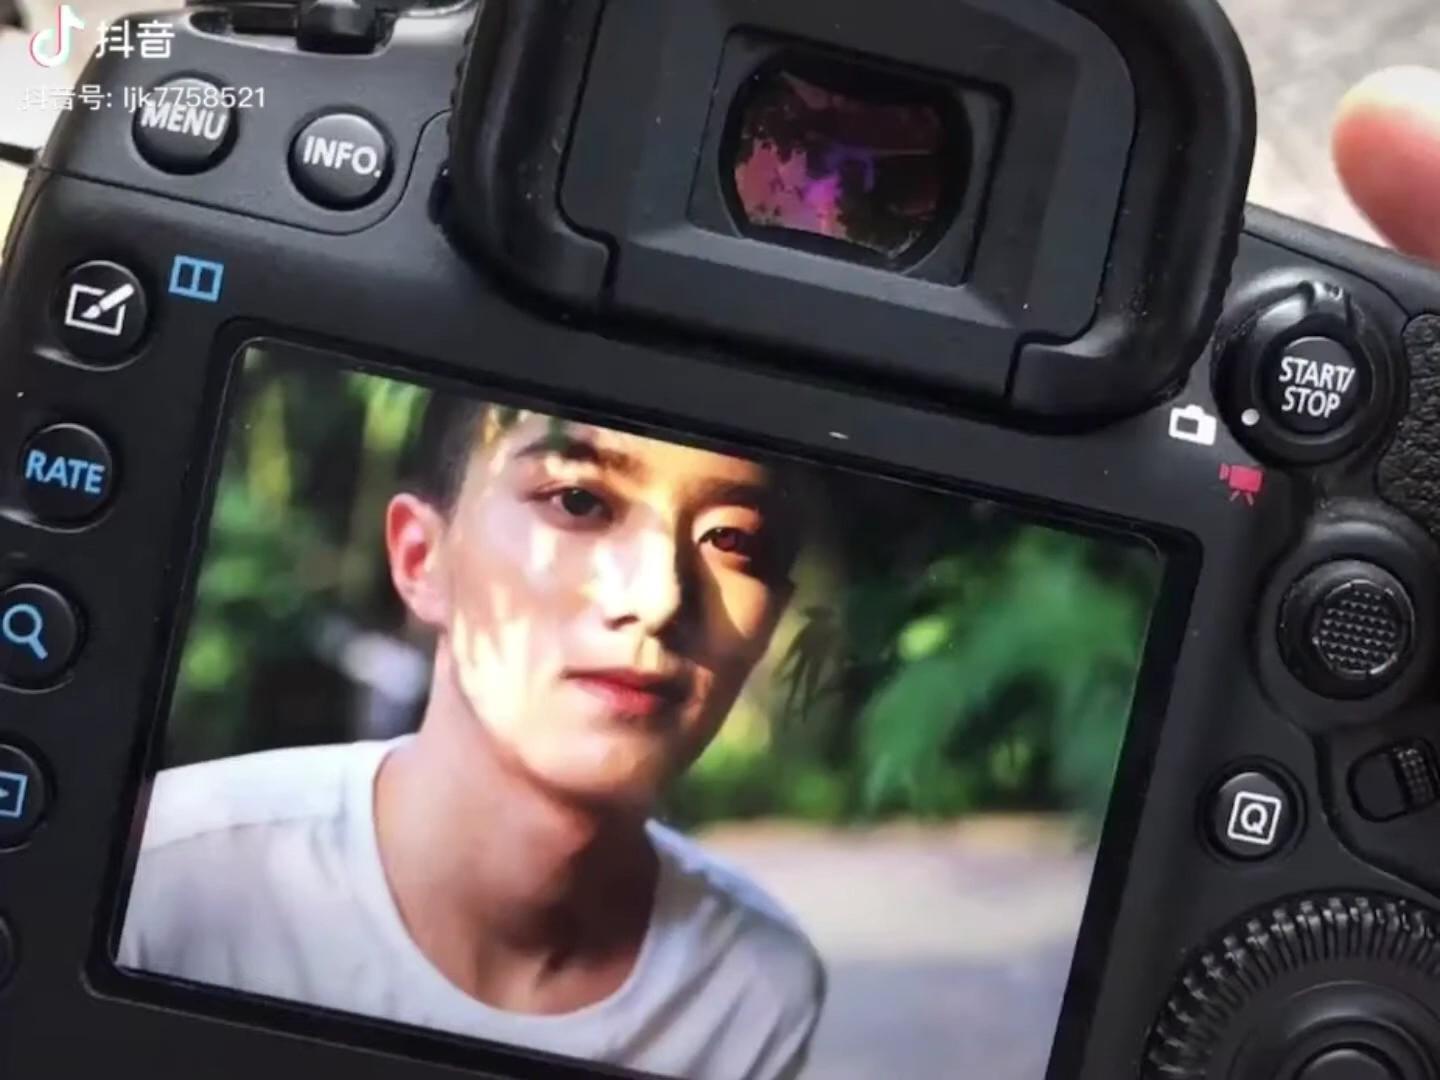 抖音
抖音号: ljk7758521
MENU
INFO.
RATE
START/
STOP
Q